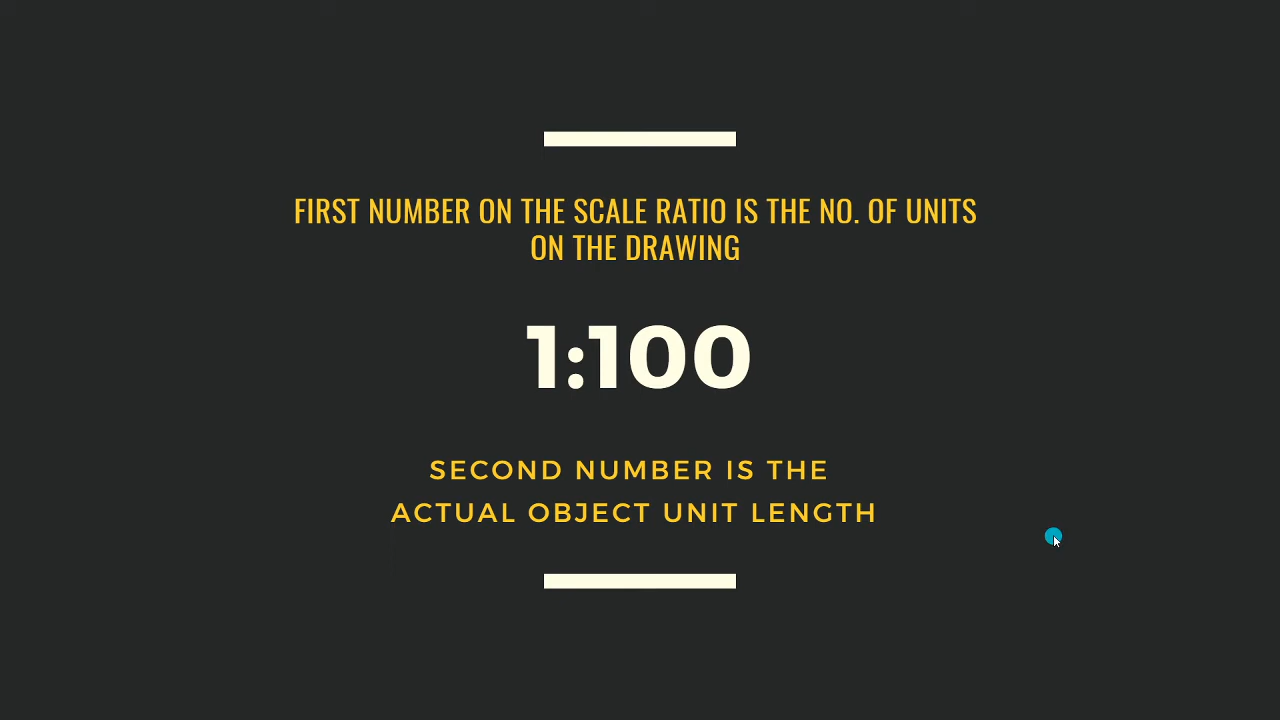 FIRST NUMBER ON THE SCALE RATIO IS THE NO. OF UNITS
ON THE DRAWING
1:100
SECOND NUMBER IS THE
ACTUAL OBJECT UNIT LENGTH